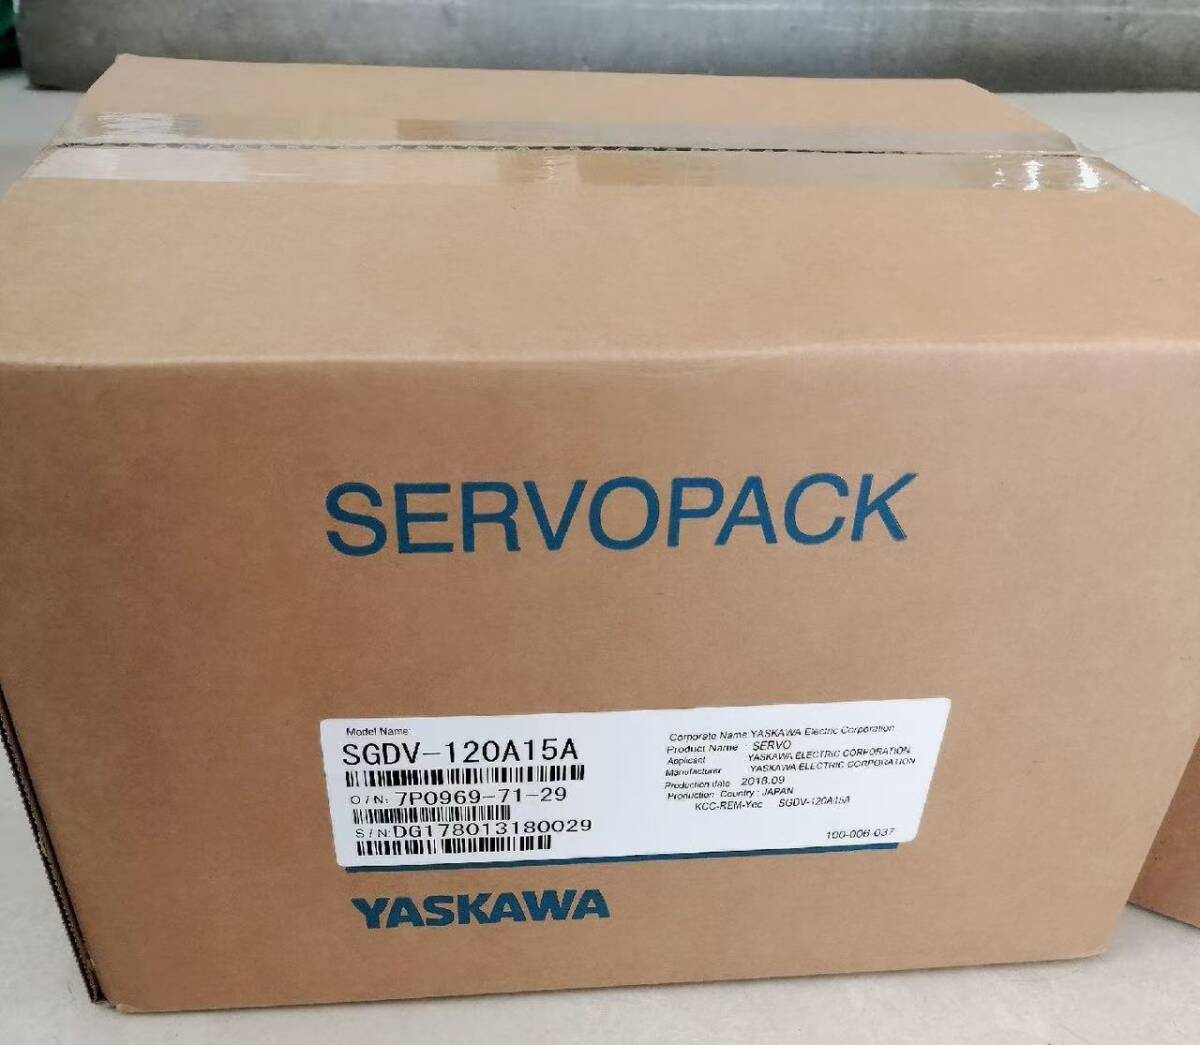 SERVOPACK
Model Name
SGDV-120A15A
O/N: 7P0969-71-29
S/N:DG178013180029
Corporate Name YASKAWA Electric Corporation
Product Name SERVO
Applicant YASKAWA ELECTRIC CORPORATION
Manufacturer YASKAWA ELECTRIC CORPORATION
Production date 2018.09
Production Country : JAPAN
KCC-REM-Yec SGDV-120A15A
100-006-037
YASKAWA